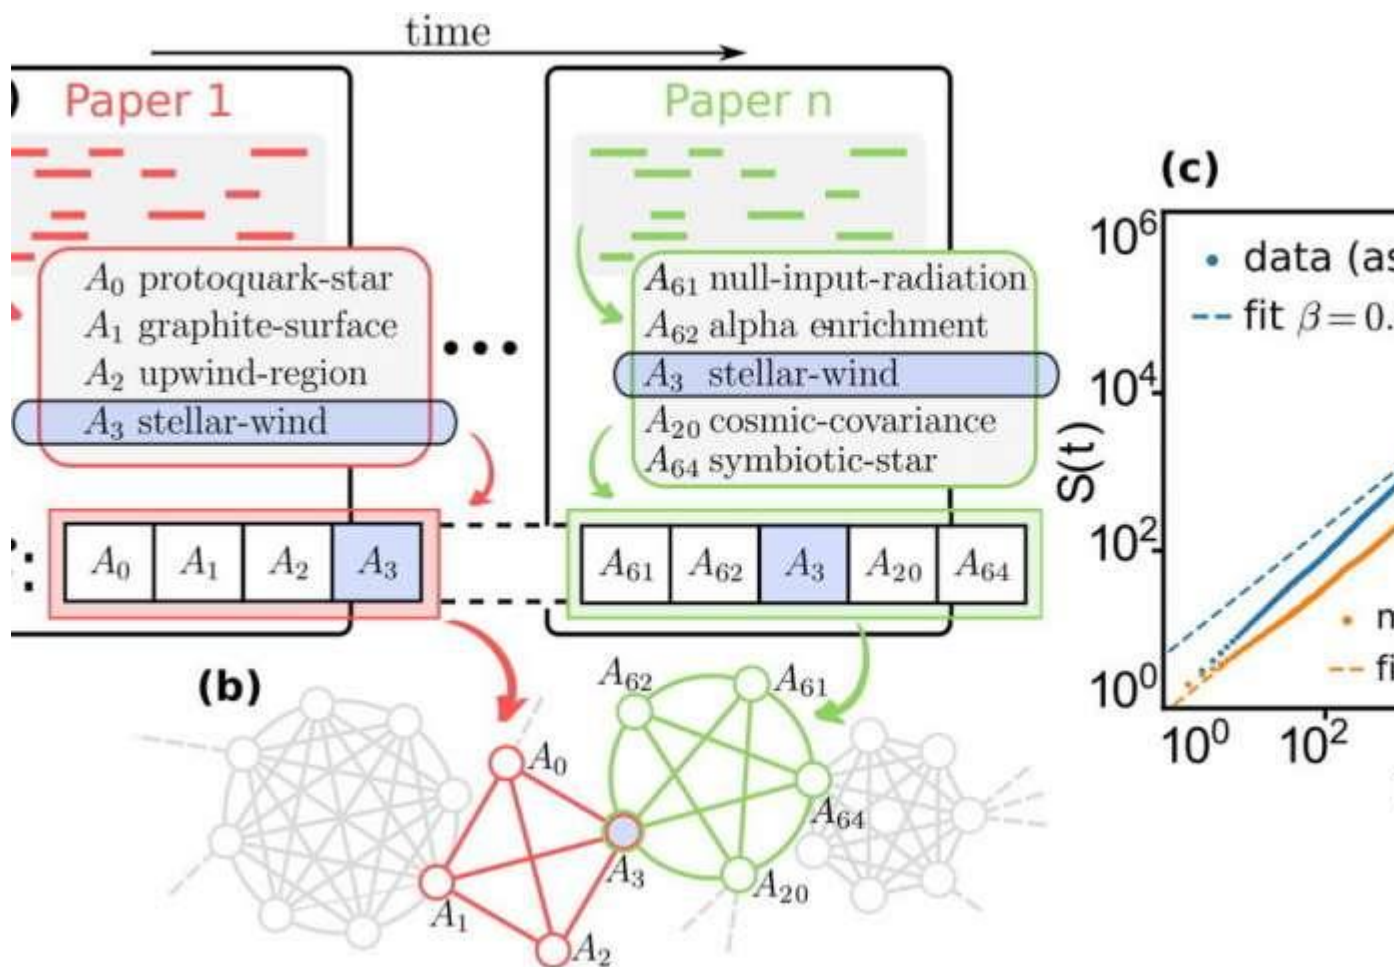 time
Paper 1
Paper n
A0 protoquark-star
A1 graphite-surface
A2 upwind-region
A3 stellar-wind
...
A61 null-input-radiation
A62 alpha enrichment
A3 stellar-wind
A20 cosmic-covariance
A64 symbiotic-star
A0 A1 A2 A3
A61 A62 A3 A20 A64
(b)
A62
A61
A0
A64
A3
A20
A1
A2
(c)
10^6
data (as
fit β=0.
10^4
S(t)
10^2
10^0
10^0 10^2